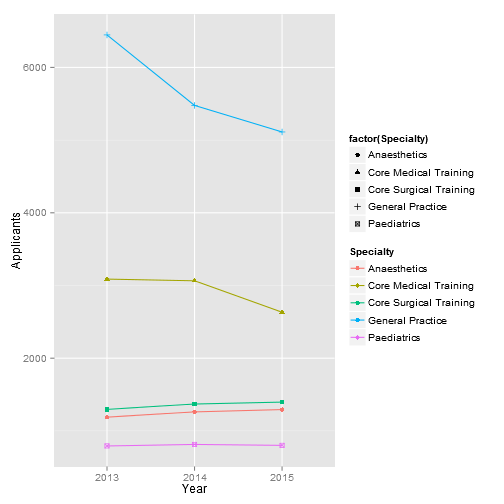 6000
4000
2000
Applicants
2013 2014 2015
Year
factor(Specialty)
Anaesthetics
Core Medical Training
Core Surgical Training
General Practice
Paediatrics
Specialty
Anaesthetics
Core Medical Training
Core Surgical Training
General Practice
Paediatrics